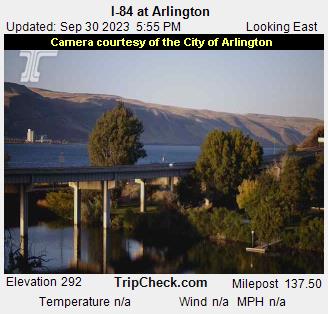 I-84 at Arlington
Updated: Sep 30 2023 5:55 PM Looking East
Camera courtesy of the City of Arlington
Elevation 292 TripCheck.com Milepost 137.50
Temperature n/a Wind n/a MPH n/a